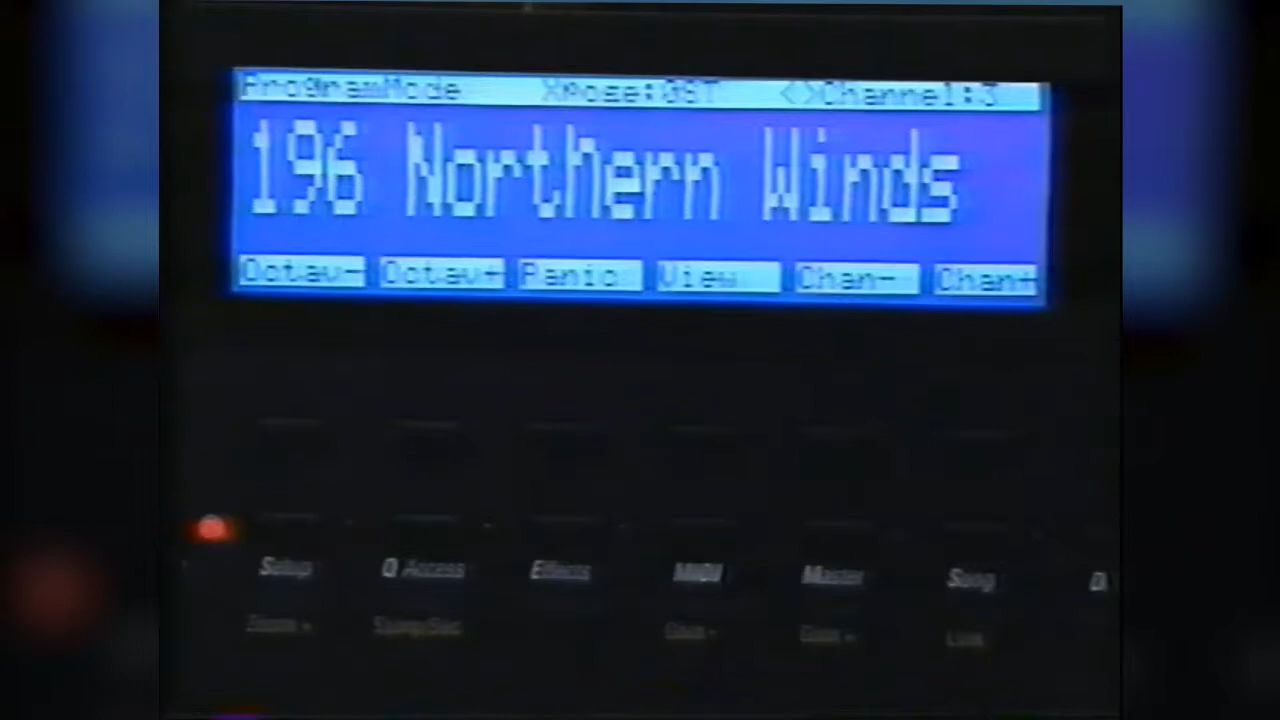 ProgramMode Xpose:0ST <>Channel:3
196 Northern Winds
Octav- Octav+ Panic View Chan- Chan+
Setup Q Access Effects MIDI Master Song